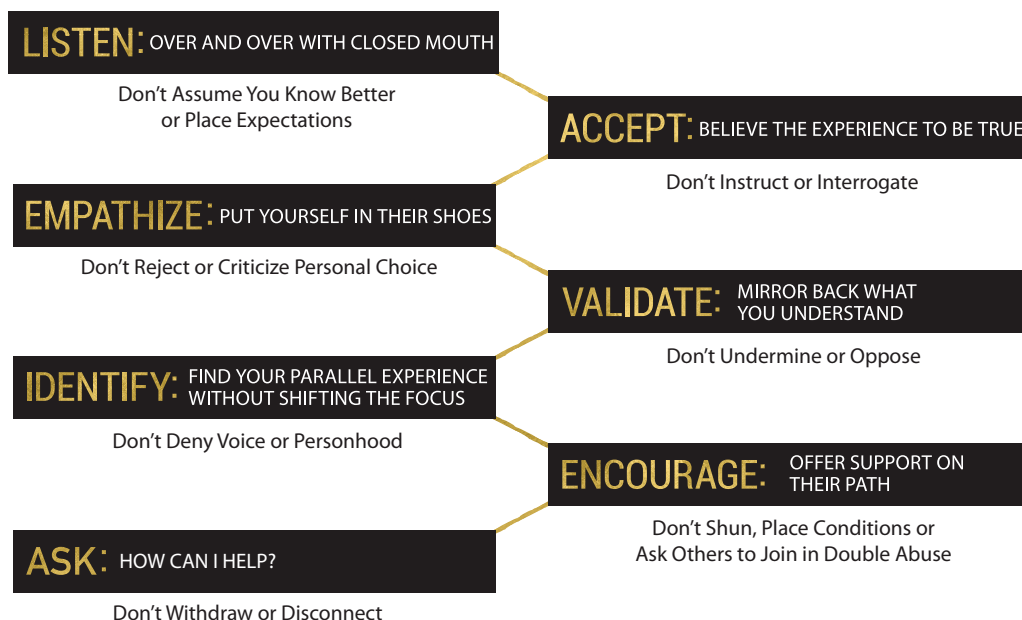 LISTEN: OVER AND OVER WITH CLOSED MOUTH
Don’t Assume You Know Better
or Place Expectations
ACCEPT: BELIEVE THE EXPERIENCE TO BE TRUE
Don’t Instruct or Interrogate
EMPATHIZE: PUT YOURSELF IN THEIR SHOES
Don’t Reject or Criticize Personal Choice
VALIDATE: MIRROR BACK WHAT
YOU UNDERSTAND
Don’t Undermine or Oppose
IDENTIFY: FIND YOUR PARALLEL EXPERIENCE
WITHOUT SHIFTING THE FOCUS
Don’t Deny Voice or Personhood
ENCOURAGE: OFFER SUPPORT ON
THEIR PATH
Don’t Shun, Place Conditions or
Ask Others to Join in Double Abuse
ASK: HOW CAN I HELP?
Don’t Withdraw or Disconnect